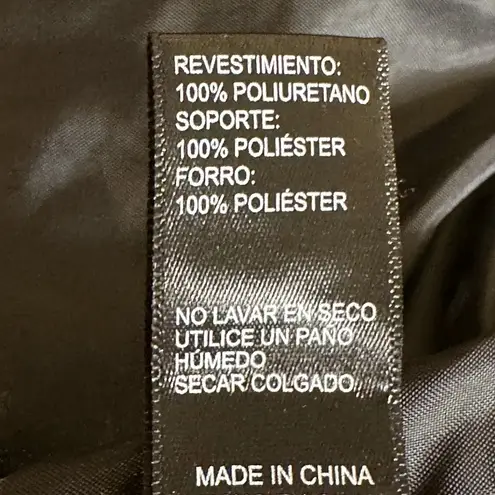 REVESTIMIENTO:
100% POLIURETANO
SOPORTE:
100% POLIÉSTER
FORRO:
100% POLIÉSTER
NO LAVAR EN SECO
UTILICE UN PAÑO
HÚMEDO
SECAR COLGADO
MADE IN CHINA